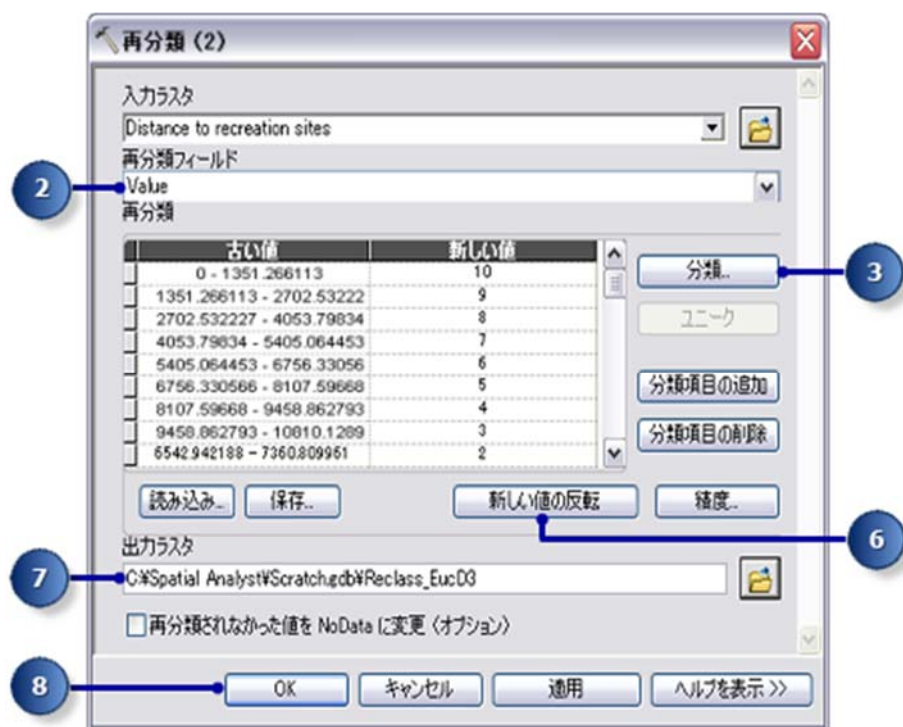 再分類 (2)
入力ラスタ
Distance to recreation sites
再分類フィールド
2
Value
再分類
古い値 新しい値
0 - 1351.266113 10
1351.266113 - 2702.53222 9
2702.532227 - 4053.79834 8
4053.79834 - 5405.064453 7
5405.064453 - 6756.33056 6
6756.330566 - 8107.59668 5
8107.59668 - 9458.862793 4
9458.862793 - 10810.1289 3
6542.942188 - 7360.809961 2
分類..
3
ユニーク
分類項目の追加
分類項目の削除
読み込み.. 保存.. 新しい値の反転 精度..
6
出力ラスタ
7
C:¥Spatial Analyst¥Scratch.gdb¥Reclass_EucD3
再分類されなかった値を NoData に変更 (オプション)
8
OK キャンセル 適用 ヘルプを表示 >>